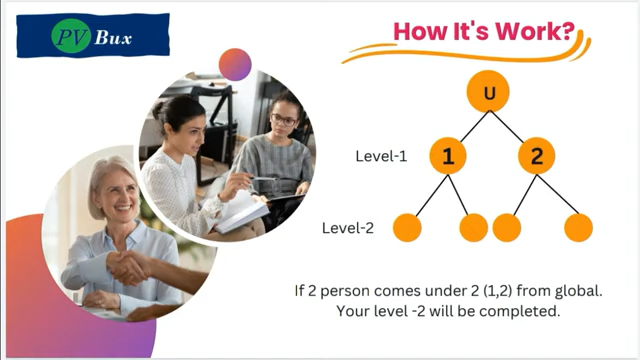 PV Bux
How It's Work?
U
1 2
Level-1
Level-2
If 2 person comes under 2 (1,2) from global.
Your level -2 will be completed.